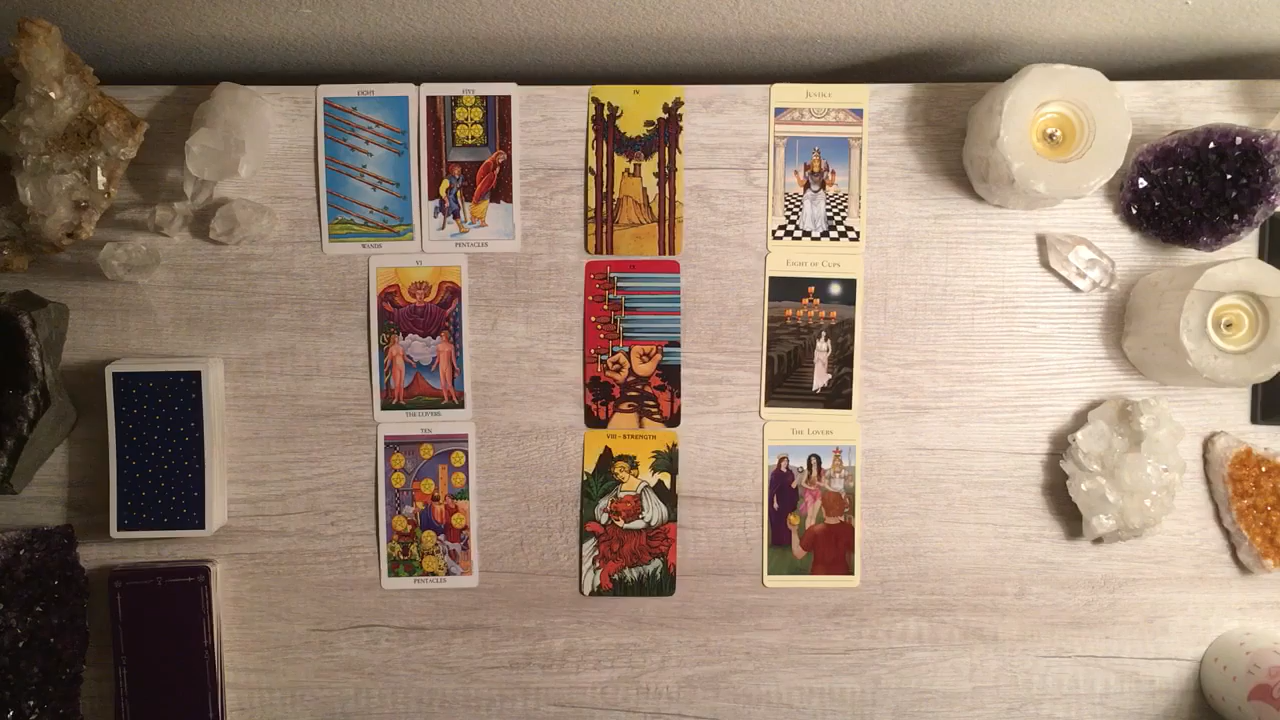 EIGHT
WANDS
FIVE
PENTACLES
IV
Justice
VI
THE LOVERS
IX
Eight of Cups
TEN
PENTACLES
VIII - STRENGTH
The Lovers